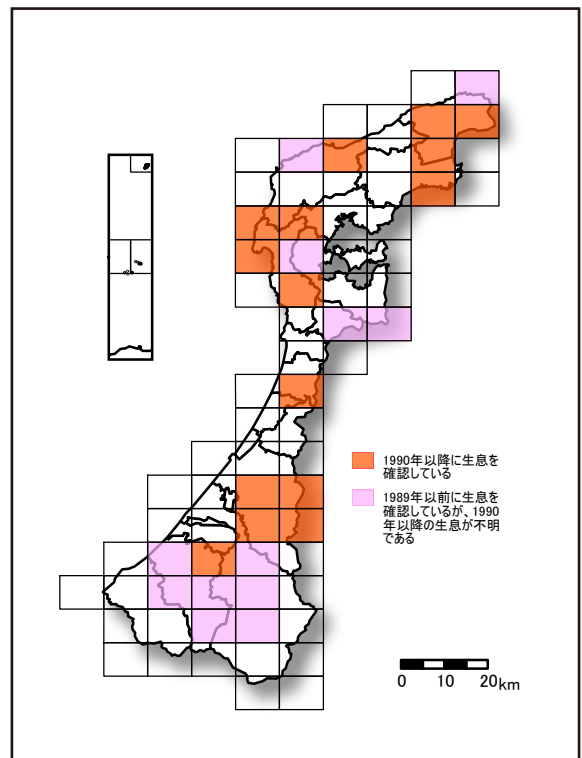 1990年以降に生息を
確認している
1989年以前に生息を
確認しているが、1990
年以降の生息が不明
である
0 10 20km